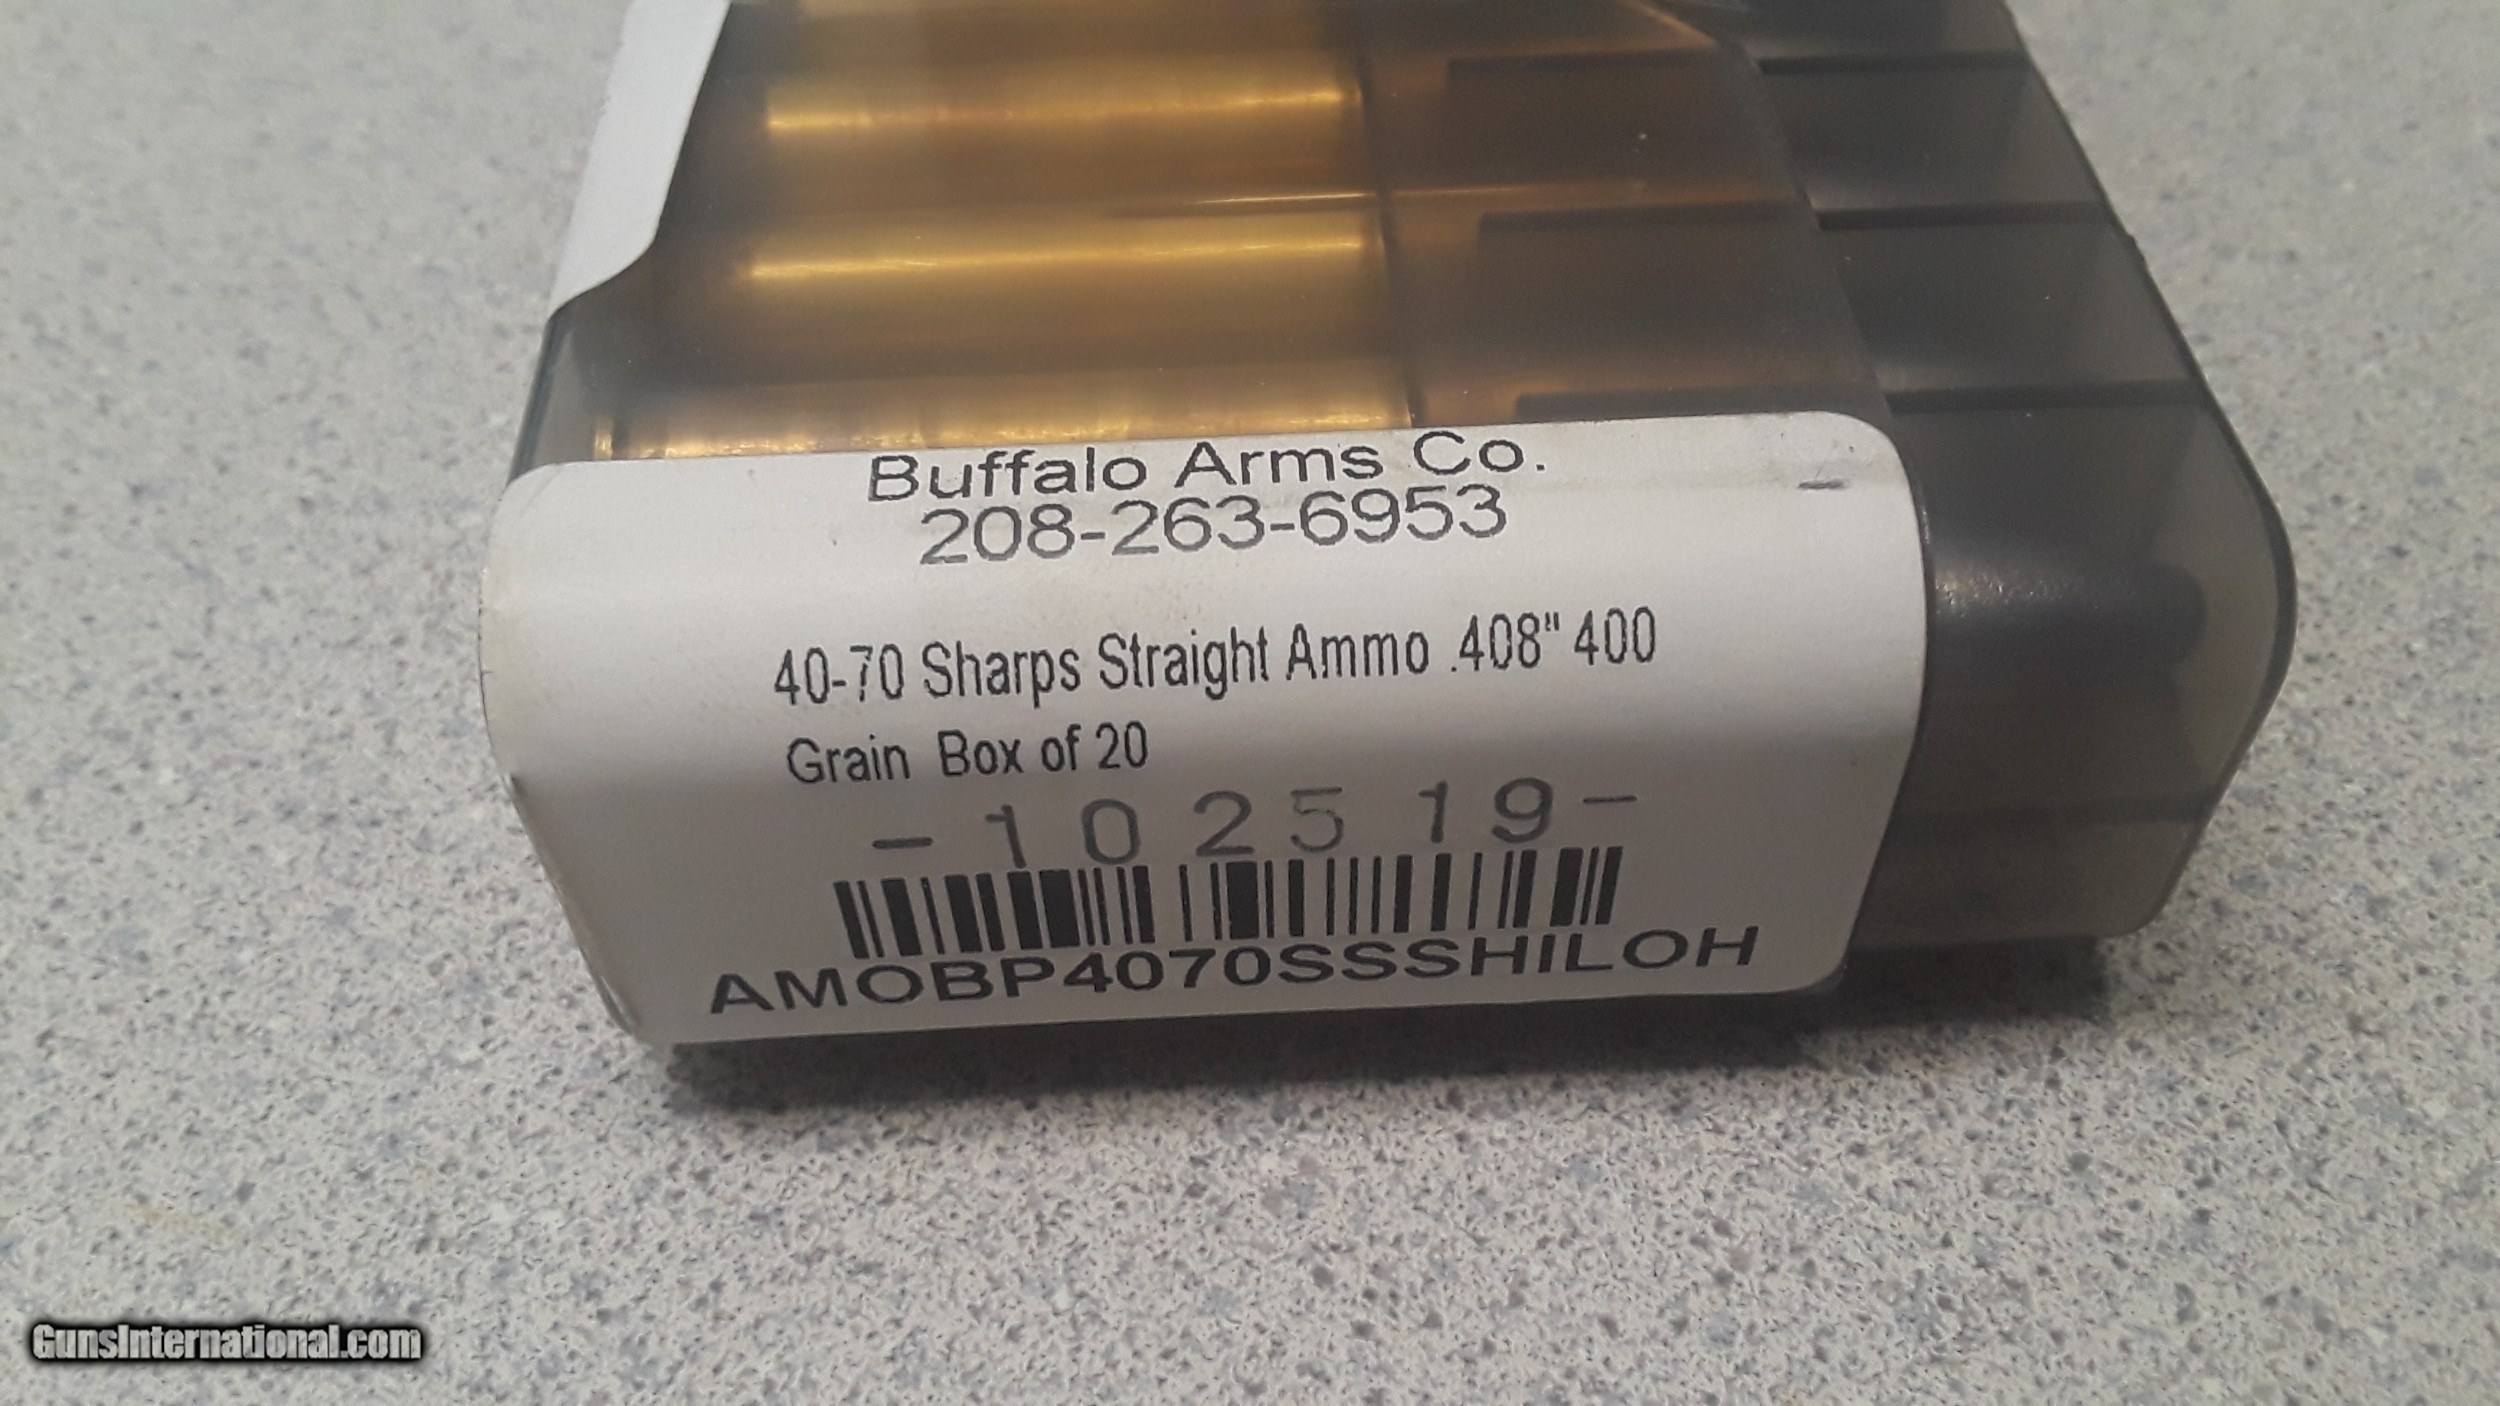 Buffalo Arms Co.
208-263-6953
40-70 Sharps Straight Ammo .408" 400
Grain Box of 20
-102519-
AMOBP4070SSSHILOH
GunsInternational.com